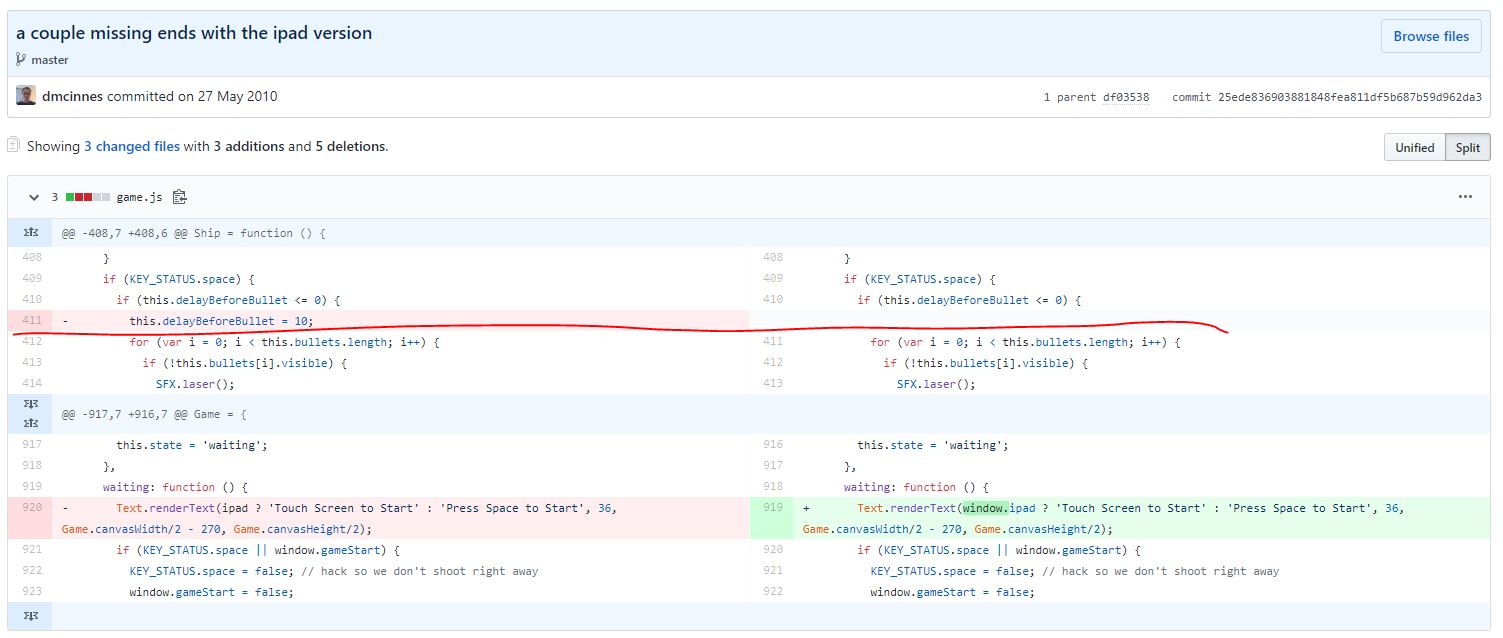 a couple missing ends with the ipad version
Browse files
master
dmcinnes committed on 27 May 2010
1 parent df03538 commit 25ede836903881848fea811df5b687b59d962da3
Showing 3 changed files with 3 additions and 5 deletions.
Unified Split
3 game.js
@@ -408,7 +408,6 @@ Ship = function () {
408 } 408 }
409 if (KEY_STATUS.space) { 409 if (KEY_STATUS.space) {
410 if (this.delayBeforeBullet <= 0) { 410 if (this.delayBeforeBullet <= 0) {
411 - this.delayBeforeBullet = 10;
412 for (var i = 0; i < this.bullets.length; i++) { 411 for (var i = 0; i < this.bullets.length; i++) {
413 if (!this.bullets[i].visible) { 412 if (!this.bullets[i].visible) {
414 SFX.laser(); 413 SFX.laser();
@@ -917,7 +916,7 @@ Game = {
917 this.state = 'waiting'; 916 this.state = 'waiting';
918 }, 917 },
919 waiting: function () { 918 waiting: function () {
920 - Text.renderText(ipad ? 'Touch Screen to Start' : 'Press Space to Start', 36, 919 + Text.renderText(window.ipad ? 'Touch Screen to Start' : 'Press Space to Start', 36,
Game.canvasWidth/2 - 270, Game.canvasHeight/2); Game.canvasWidth/2 - 270, Game.canvasHeight/2);
921 if (KEY_STATUS.space || window.gameStart) { 920 if (KEY_STATUS.space || window.gameStart) {
922 KEY_STATUS.space = false; // hack so we don't shoot right away 921 KEY_STATUS.space = false; // hack so we don't shoot right away
923 window.gameStart = false; 922 window.gameStart = false;